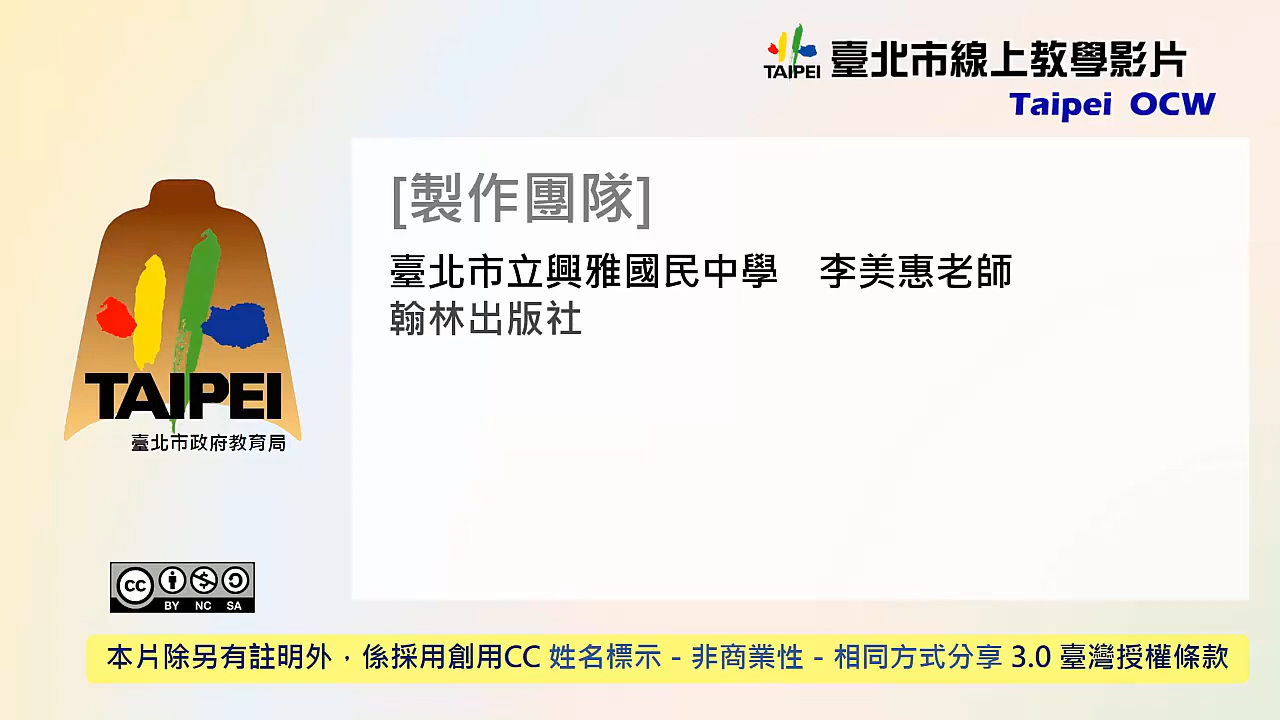 TAIPEI 臺北市線上教學影片
Taipei OCW
[製作團隊]
臺北市立興雅國民中學 李美惠老師
翰林出版社
TAIPEI
臺北市政府教育局
CC BY NC SA
本片除另有註明外，係採用創用CC 姓名標示 - 非商業性 - 相同方式分享 3.0 臺灣授權條款